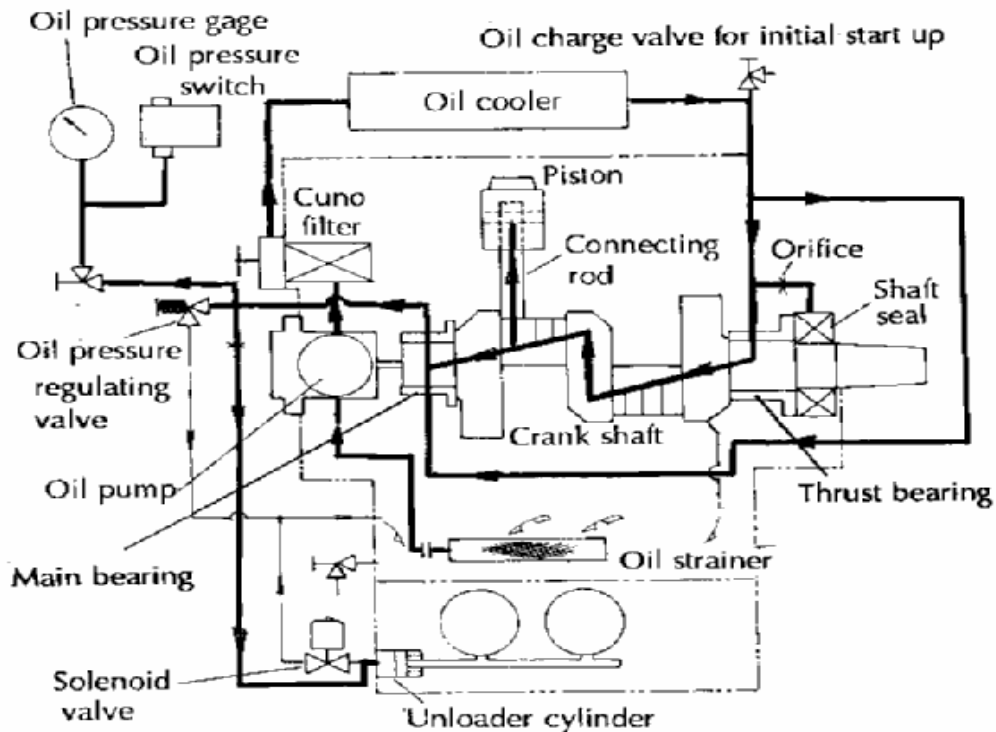 Oil pressure gage
Oil pressure
switch
Oil charge valve for initial start up
Oil cooler
Piston
Cuno
filter
Connecting
rod
Orifice
Shaft
seal
Oil pressure
regulating
valve
Crank shaft
Oil pump
Thrust bearing
Main bearing
Oil strainer
Solenoid
valve
Unloader cylinder